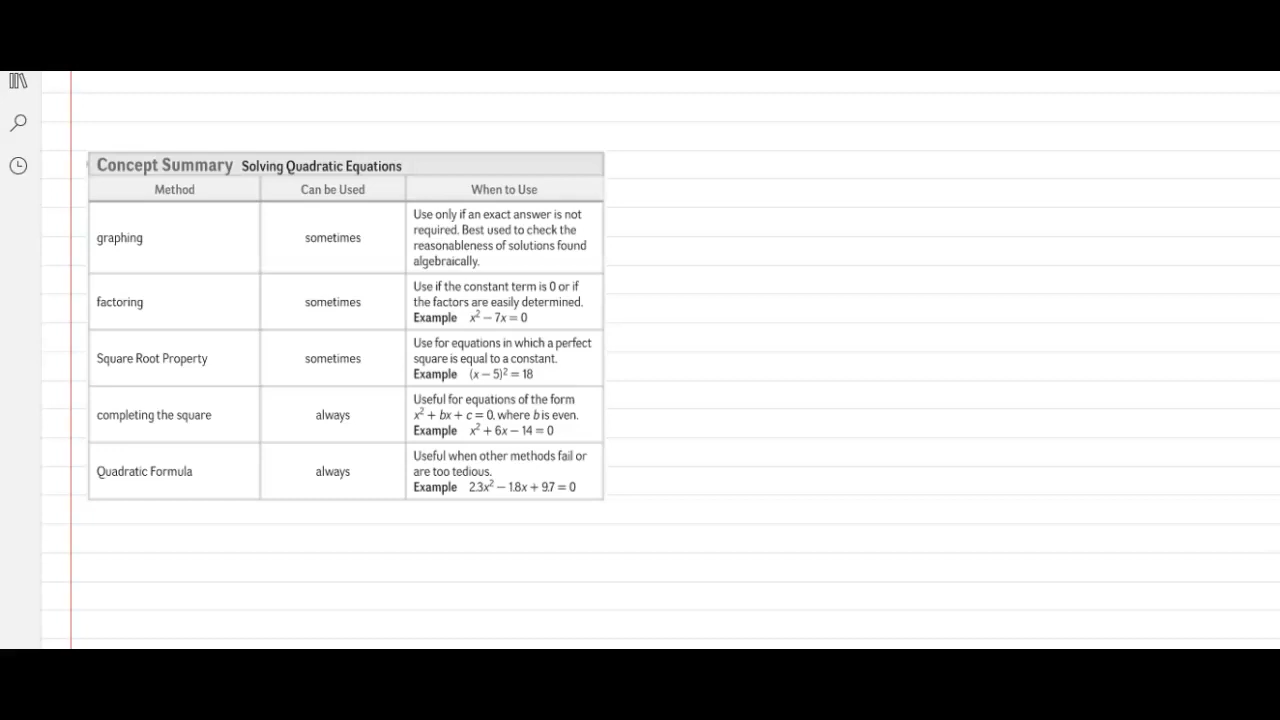 Concept Summary Solving Quadratic Equations
Method Can be Used When to Use
graphing sometimes Use only if an exact answer is not
required. Best used to check the
reasonableness of solutions found
algebraically.
factoring sometimes Use if the constant term is 0 or if
the factors are easily determined.
Example x² – 7x = 0
Square Root Property sometimes Use for equations in which a perfect
square is equal to a constant.
Example (x – 5)² = 18
completing the square always Useful for equations of the form
x² + bx + c = 0, where b is even.
Example x² + 6x – 14 = 0
Quadratic Formula always Useful when other methods fail or
are too tedious.
Example 2.3x² – 1.8x + 9.7 = 0